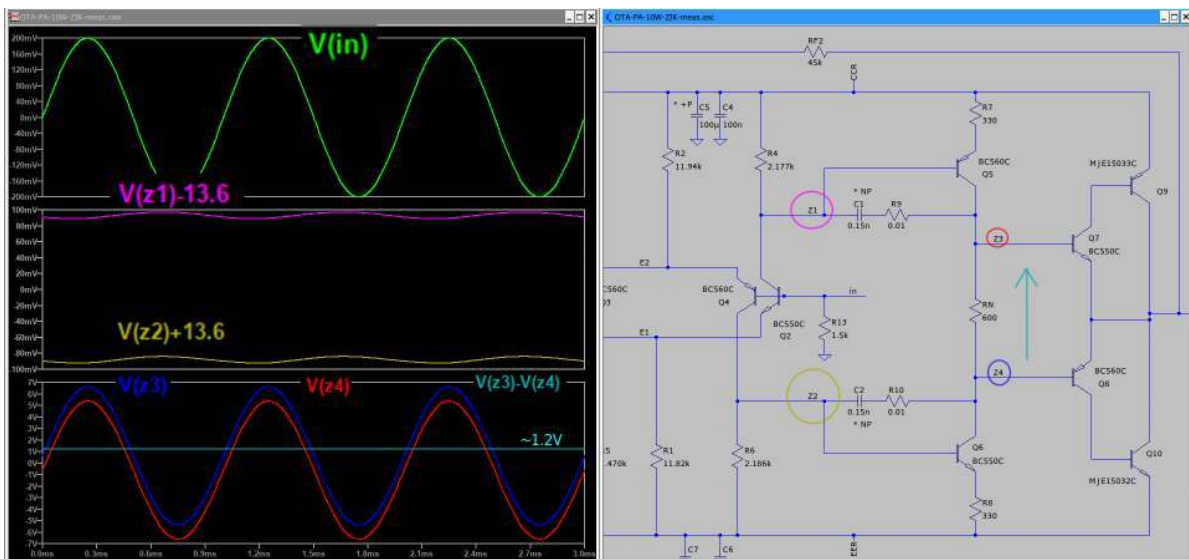 OTA-PA-10W-ZIK-meas.raw
V(in)
200mV
160mV
120mV
80mV
40mV
0mV
-40mV
-80mV
-120mV
-160mV
-200mV
V(z1)-13.6
100mV
80mV
60mV
40mV
20mV
0mV
-20mV
-40mV
-60mV
-80mV
-100mV
V(z2)+13.6
V(z3)
V(z4)
V(z3)-V(z4)
~1.2V
7V
6V
5V
4V
3V
2V
1V
0V
-1V
-2V
-3V
-4V
-5V
-6V
-7V
0.0ms
0.3ms
0.6ms
0.9ms
1.2ms
1.5ms
1.8ms
2.1ms
2.4ms
2.7ms
3.0ms
OTA-PA-10W-ZIK-meas.asc
RF2
45k
CCR
* +P
C5
100µ
C4
100n
R7
330
R2
11.94k
R4
2.177k
BC560C
Q5
MJE15033C
Q9
Z1
* NP
C1
0.15n
R9
0.01
Z3
Q7
BC550C
E2
BC560C
Q4
in
BC560C
Q3
R13
1.5k
BC550C
Q2
E1
RN
600
Z4
BC560C
Q8
Z2
C2
0.15n
* NP
R10
0.01
R1
11.82k
R6
2.186k
Q6
BC550C
Q10
MJE15032C
R8
330
C7
C6
EER